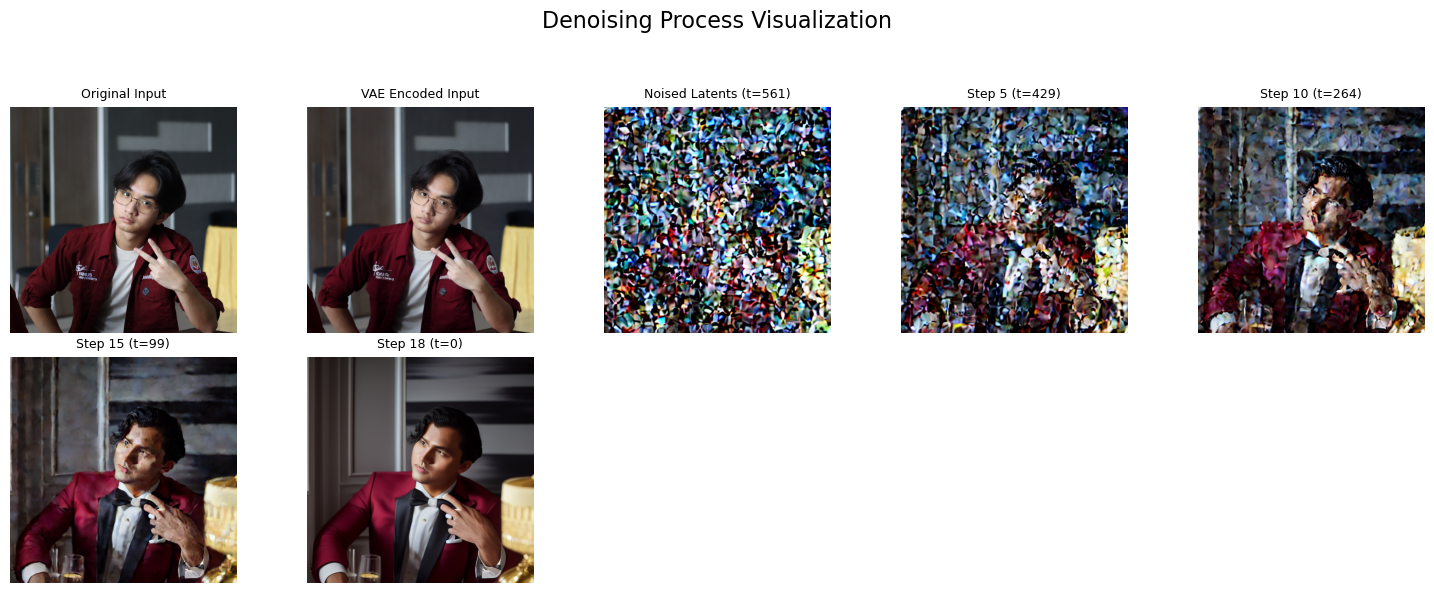 Denoising Process Visualization
Original Input
VAE Encoded Input
Noised Latents (t=561)
Step 5 (t=429)
Step 10 (t=264)
Step 15 (t=99)
Step 18 (t=0)